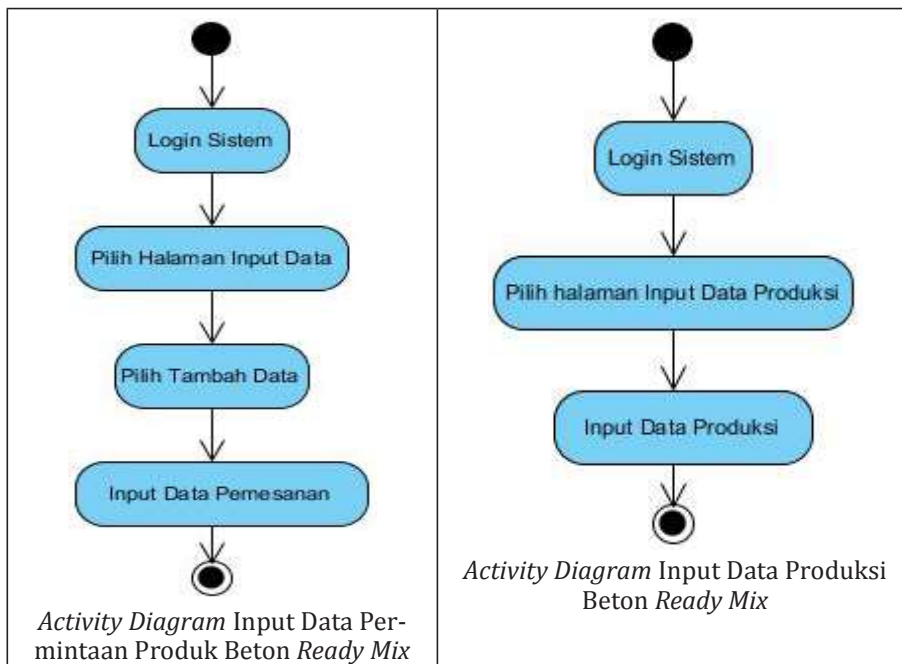 Login Sistem
Pilih Halaman Input Data
Pilih Tambah Data
Input Data Pemesanan
Activity Diagram Input Data Per-
mintaan Produk Beton Ready Mix
Login Sistem
Pilih halaman Input Data Produksi
Input Data Produksi
Activity Diagram Input Data Produksi
Beton Ready Mix